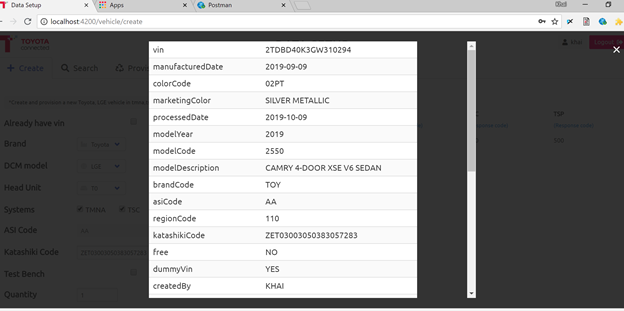 Data Setup
Apps
Postman
localhost:4200/vehicle/create
TOYOTA
Create
Search
Already have vin
Brand
DCM model
Head Unit
Systems
ASI Code
Katashiki Code
Test Bench
Quantity
vin 2TDBD40K3GW310294
manufacturedDate 2019-09-09
colorCode 02PT
marketingColor SILVER METALLIC
processedDate 2019-10-09
modelYear 2019
modelCode 2550
modelDescription CAMRY 4-DOOR XSE V6 SEDAN
brandCode TOY
asiCode AA
regionCode 110
katashikiCode ZET03003050383057283
free NO
dummyVin YES
createdBy KHAI
TSP